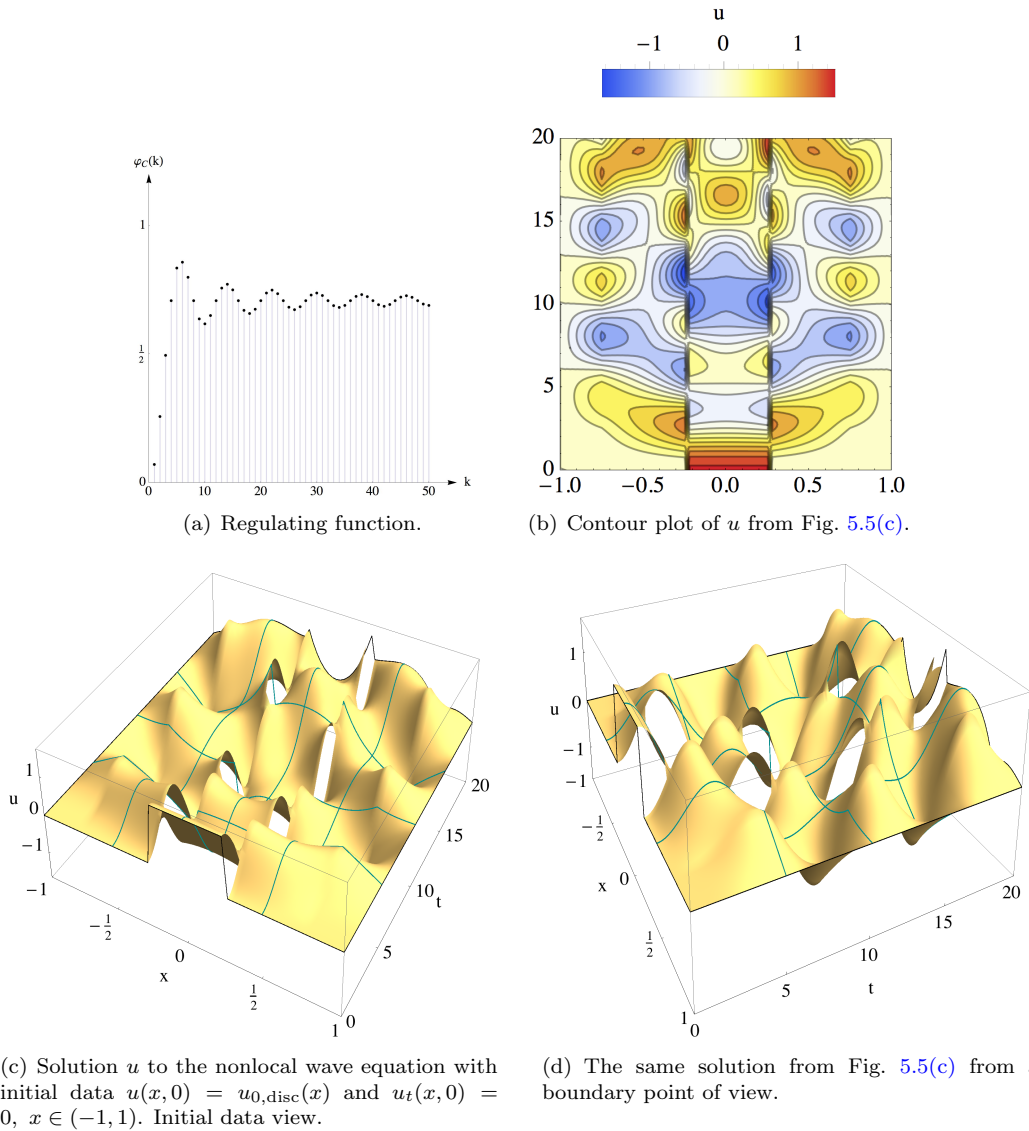 u
−1 0 1
φC(k)
1
1/2
0
0 10 20 30 40 50 k
20
15
10
5
0
−1.0 −0.5 0.0 0.5 1.0
(a) Regulating function.
(b) Contour plot of u from Fig. 5.5(c).
1
u 0
−1
−1
−1/2
0
x
1/2
1
0
5
10
t
15
20
1
u 0
−1
−1
−1/2
x 0
1/2
1
0
5
10
t
15
20
(c) Solution u to the nonlocal wave equation with
initial data u(x, 0) = u0,disc(x) and ut(x, 0) =
0, x ∈ (−1, 1). Initial data view.
(d) The same solution from Fig. 5.5(c) from
boundary point of view.